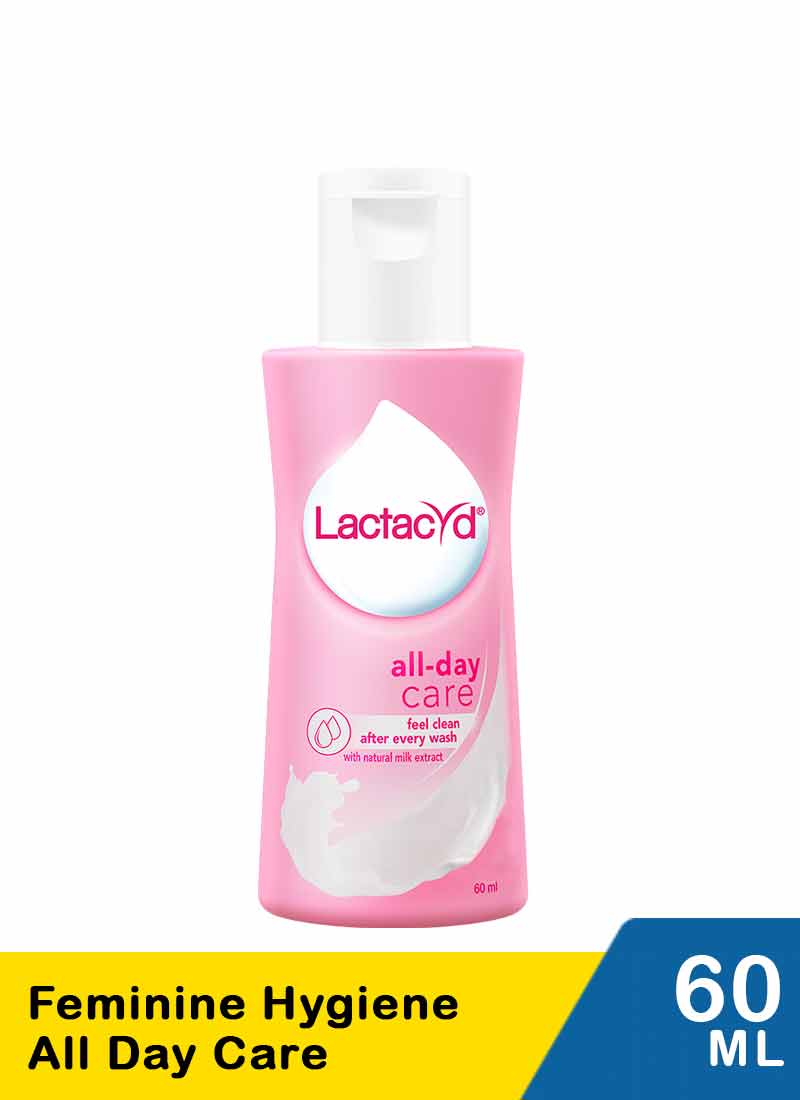 Lactacyd®
all-day
care
feel clean
after every wash
with natural milk extract
60 ml
Feminine Hygiene
All Day Care
60
ML